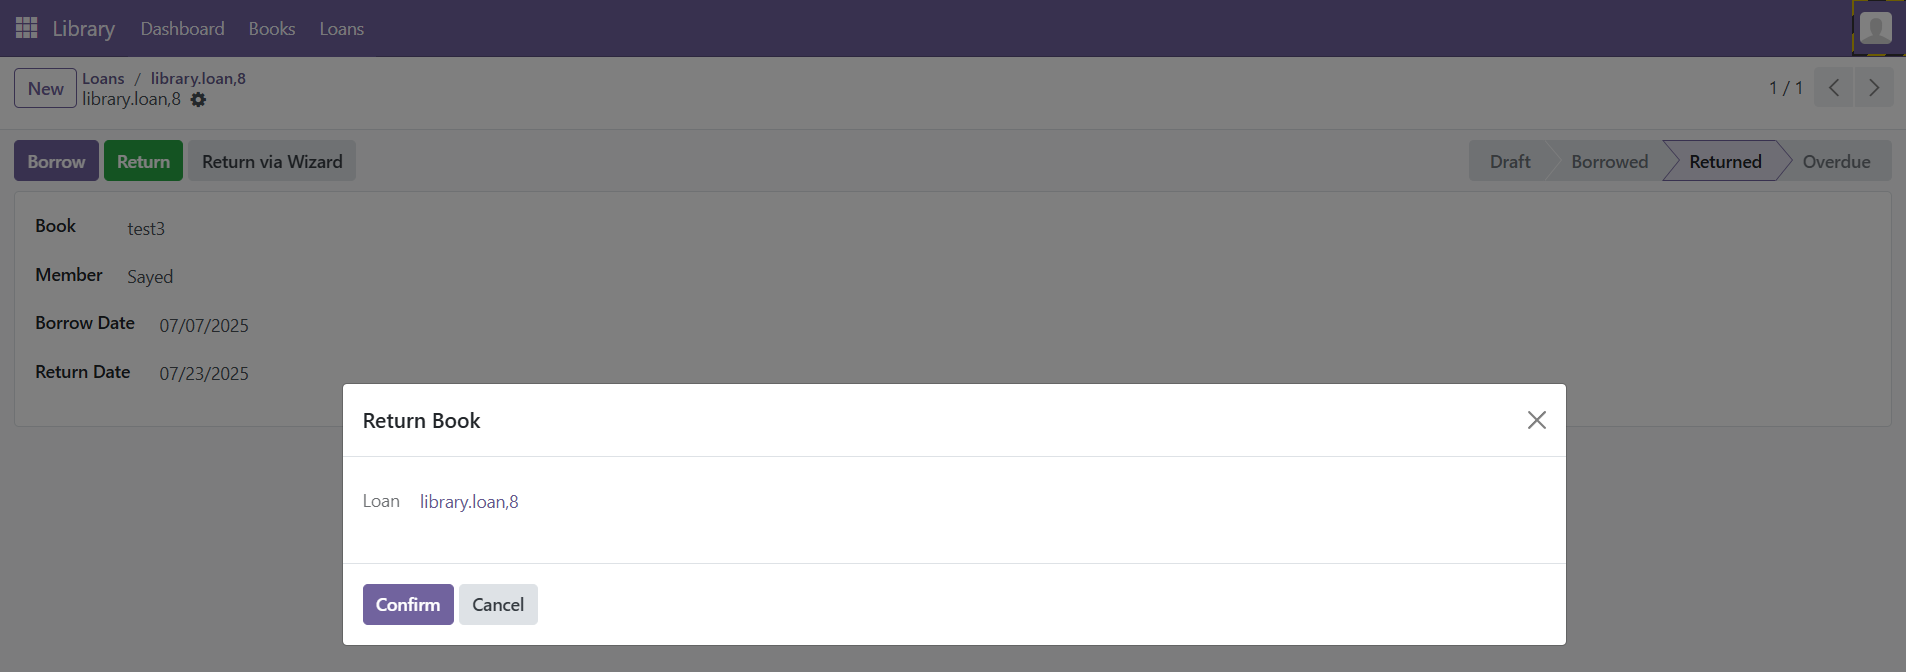 Library Dashboard Books Loans
New
Loans / library.loan,8
library.loan,8
1 / 1
Borrow Return Return via Wizard
Draft Borrowed Returned Overdue
Book test3
Member Sayed
Borrow Date 07/07/2025
Return Date 07/23/2025
Return Book
Loan library.loan,8
Confirm Cancel